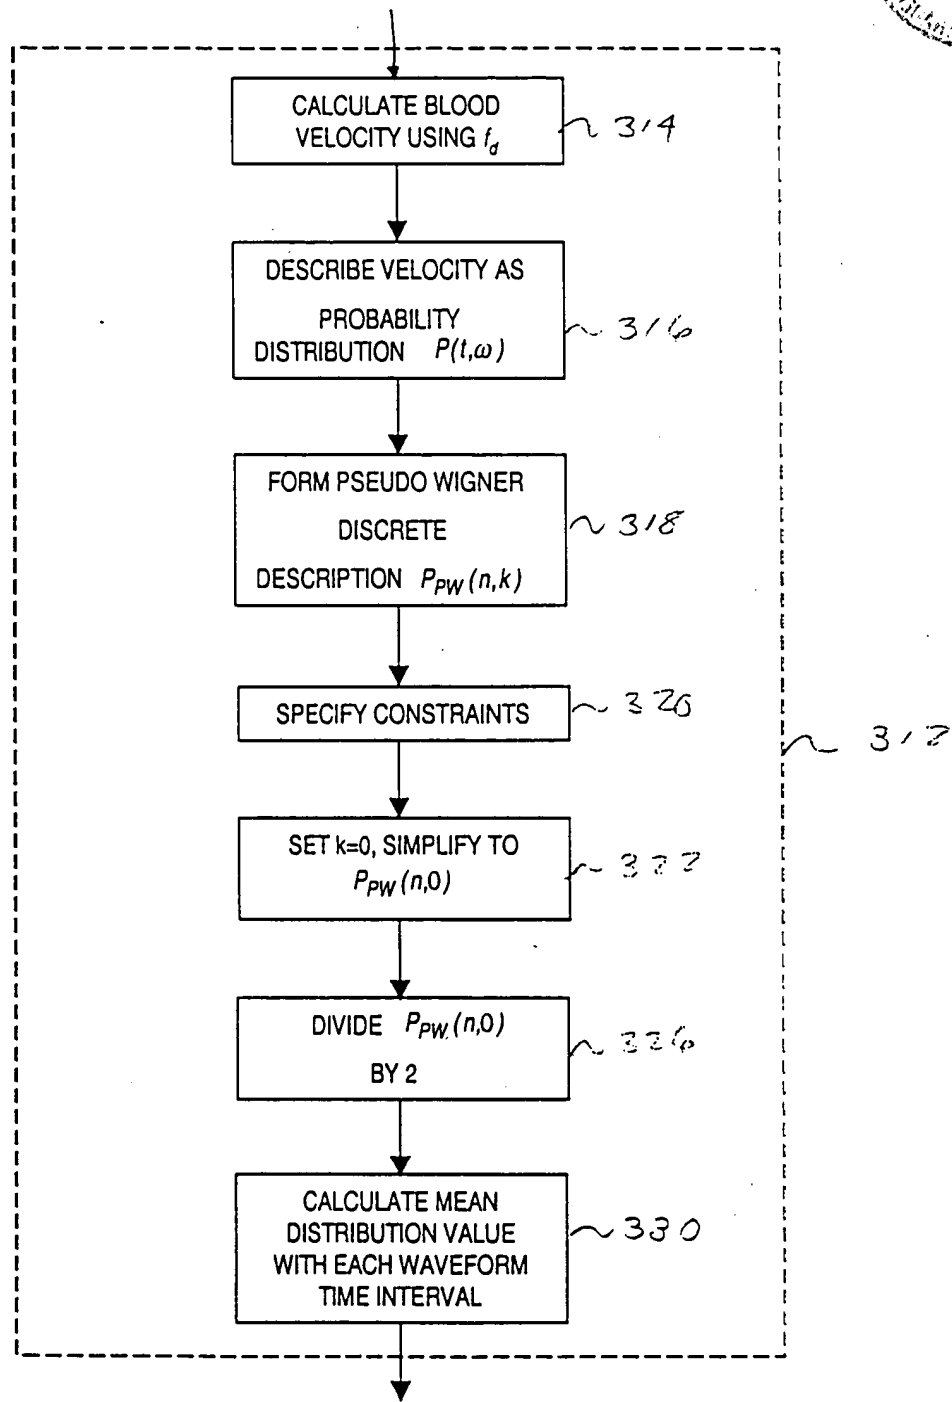 CALCULATE BLOOD
VELOCITY USING f_d
314
DESCRIBE VELOCITY AS
PROBABILITY
DISTRIBUTION P(t,ω)
316
FORM PSEUDO WIGNER
DISCRETE
DESCRIPTION P_PW(n,k)
318
SPECIFY CONSTRAINTS
320
312
SET k=0, SIMPLIFY TO
P_PW(n,0)
322
DIVIDE P_PW(n,0)
BY 2
326
CALCULATE MEAN
DISTRIBUTION VALUE
WITH EACH WAVEFORM
TIME INTERVAL
330